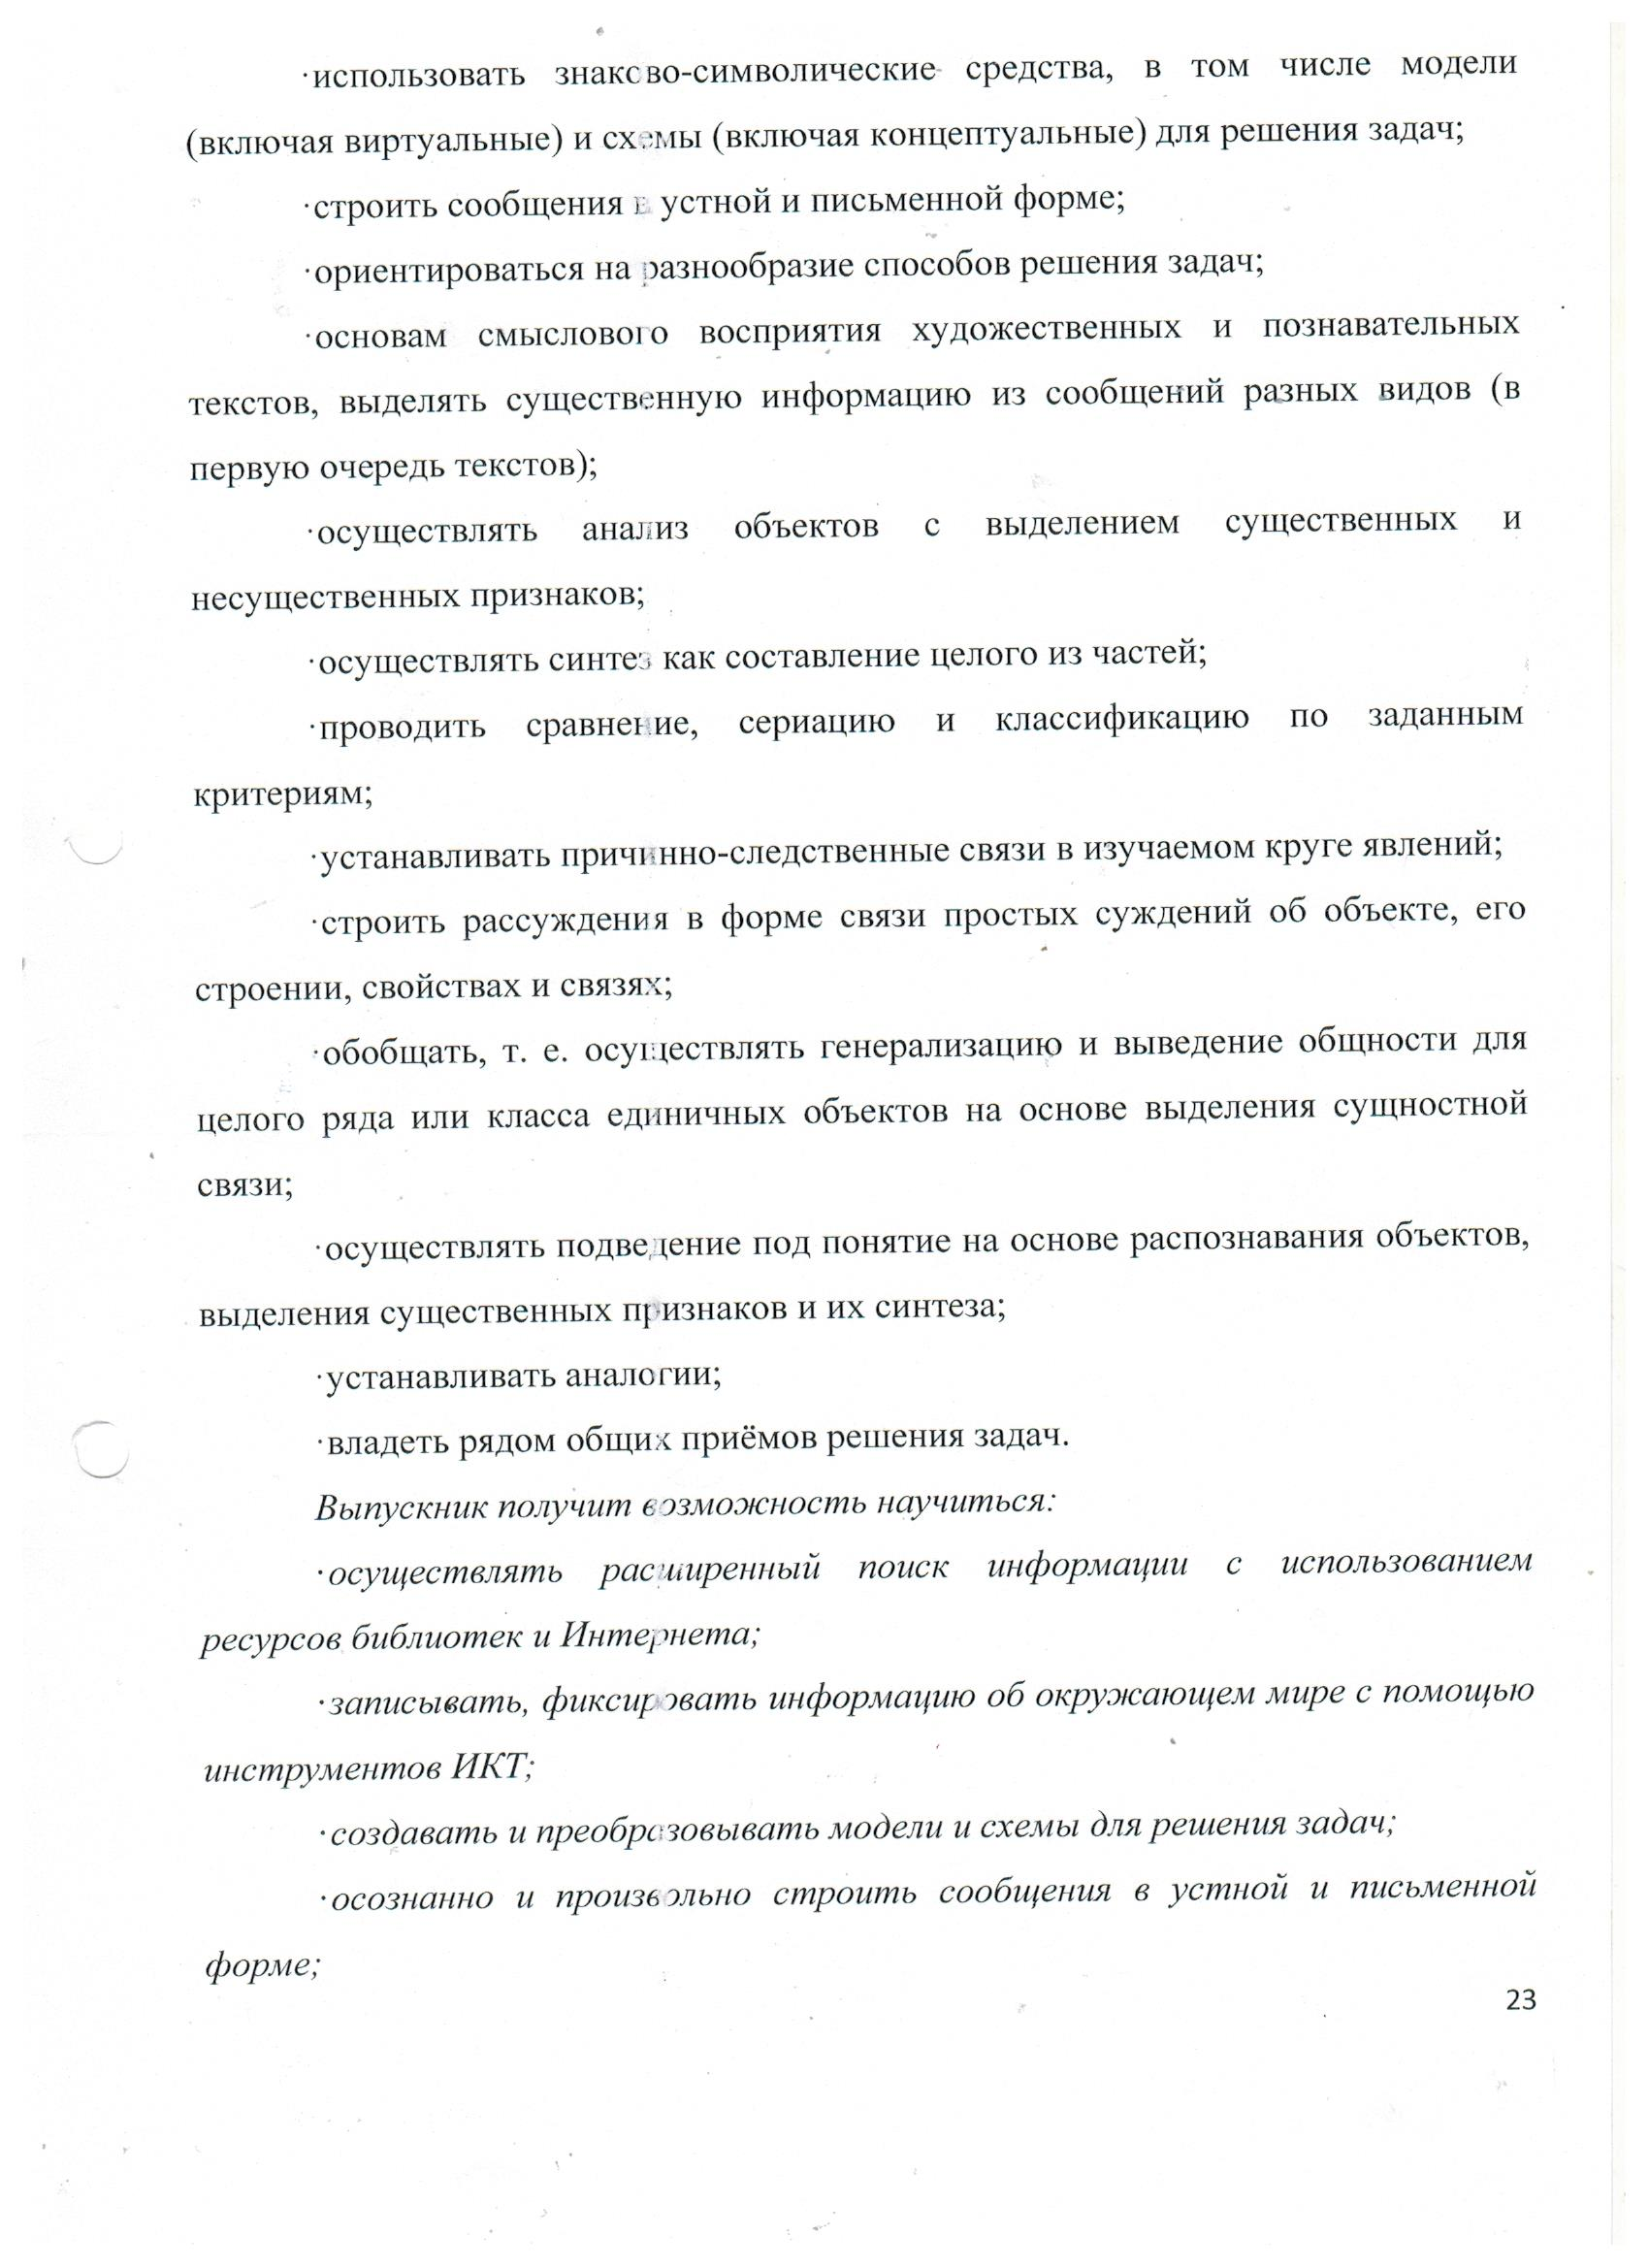 ·использовать знаково-символические средства, в том числе модели
(включая виртуальные) и схемы (включая концептуальные) для решения задач;
·строить сообщения в устной и письменной форме;
·ориентироваться на разнообразие способов решения задач;
·основам смыслового восприятия художественных и познавательных
текстов, выделять существенную информацию из сообщений разных видов (в
первую очередь текстов);
·осуществлять анализ объектов с выделением существенных и
несущественных признаков;
·осуществлять синтез как составление целого из частей;
·проводить сравнение, сериацию и классификацию по заданным
критериям;
·устанавливать причинно-следственные связи в изучаемом круге явлений;
·строить рассуждения в форме связи простых суждений об объекте, его
строении, свойствах и связях;
·обобщать, т. е. осуществлять генерализацию и выведение общности для
целого ряда или класса единичных объектов на основе выделения сущностной
связи;
·осуществлять подведение под понятие на основе распознавания объектов,
выделения существенных признаков и их синтеза;
·устанавливать аналогии;
·владеть рядом общих приёмов решения задач.
Выпускник получит возможность научиться:
·осуществлять расширенный поиск информации с использованием
ресурсов библиотек и Интернета;
·записывать, фиксировать информацию об окружающем мире с помощью
инструментов ИКТ;
·создавать и преобразовывать модели и схемы для решения задач;
·осознанно и произвольно строить сообщения в устной и письменной
форме;
23